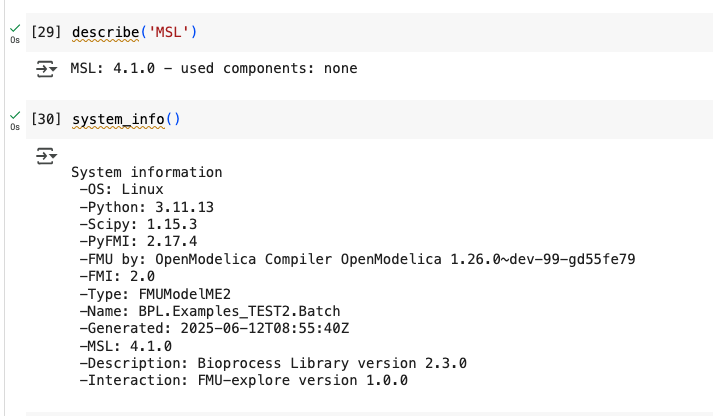 [29] describe('MSL')
0s
MSL: 4.1.0 - used components: none
[30] system_info()
0s
System information
-OS: Linux
-Python: 3.11.13
-Scipy: 1.15.3
-PyFMI: 2.17.4
-FMU by: OpenModelica Compiler OpenModelica 1.26.0~dev-99-gd55fe79
-FMI: 2.0
-Type: FMUModelME2
-Name: BPL.Examples_TEST2.Batch
-Generated: 2025-06-12T08:55:40Z
-MSL: 4.1.0
-Description: Bioprocess Library version 2.3.0
-Interaction: FMU-explore version 1.0.0